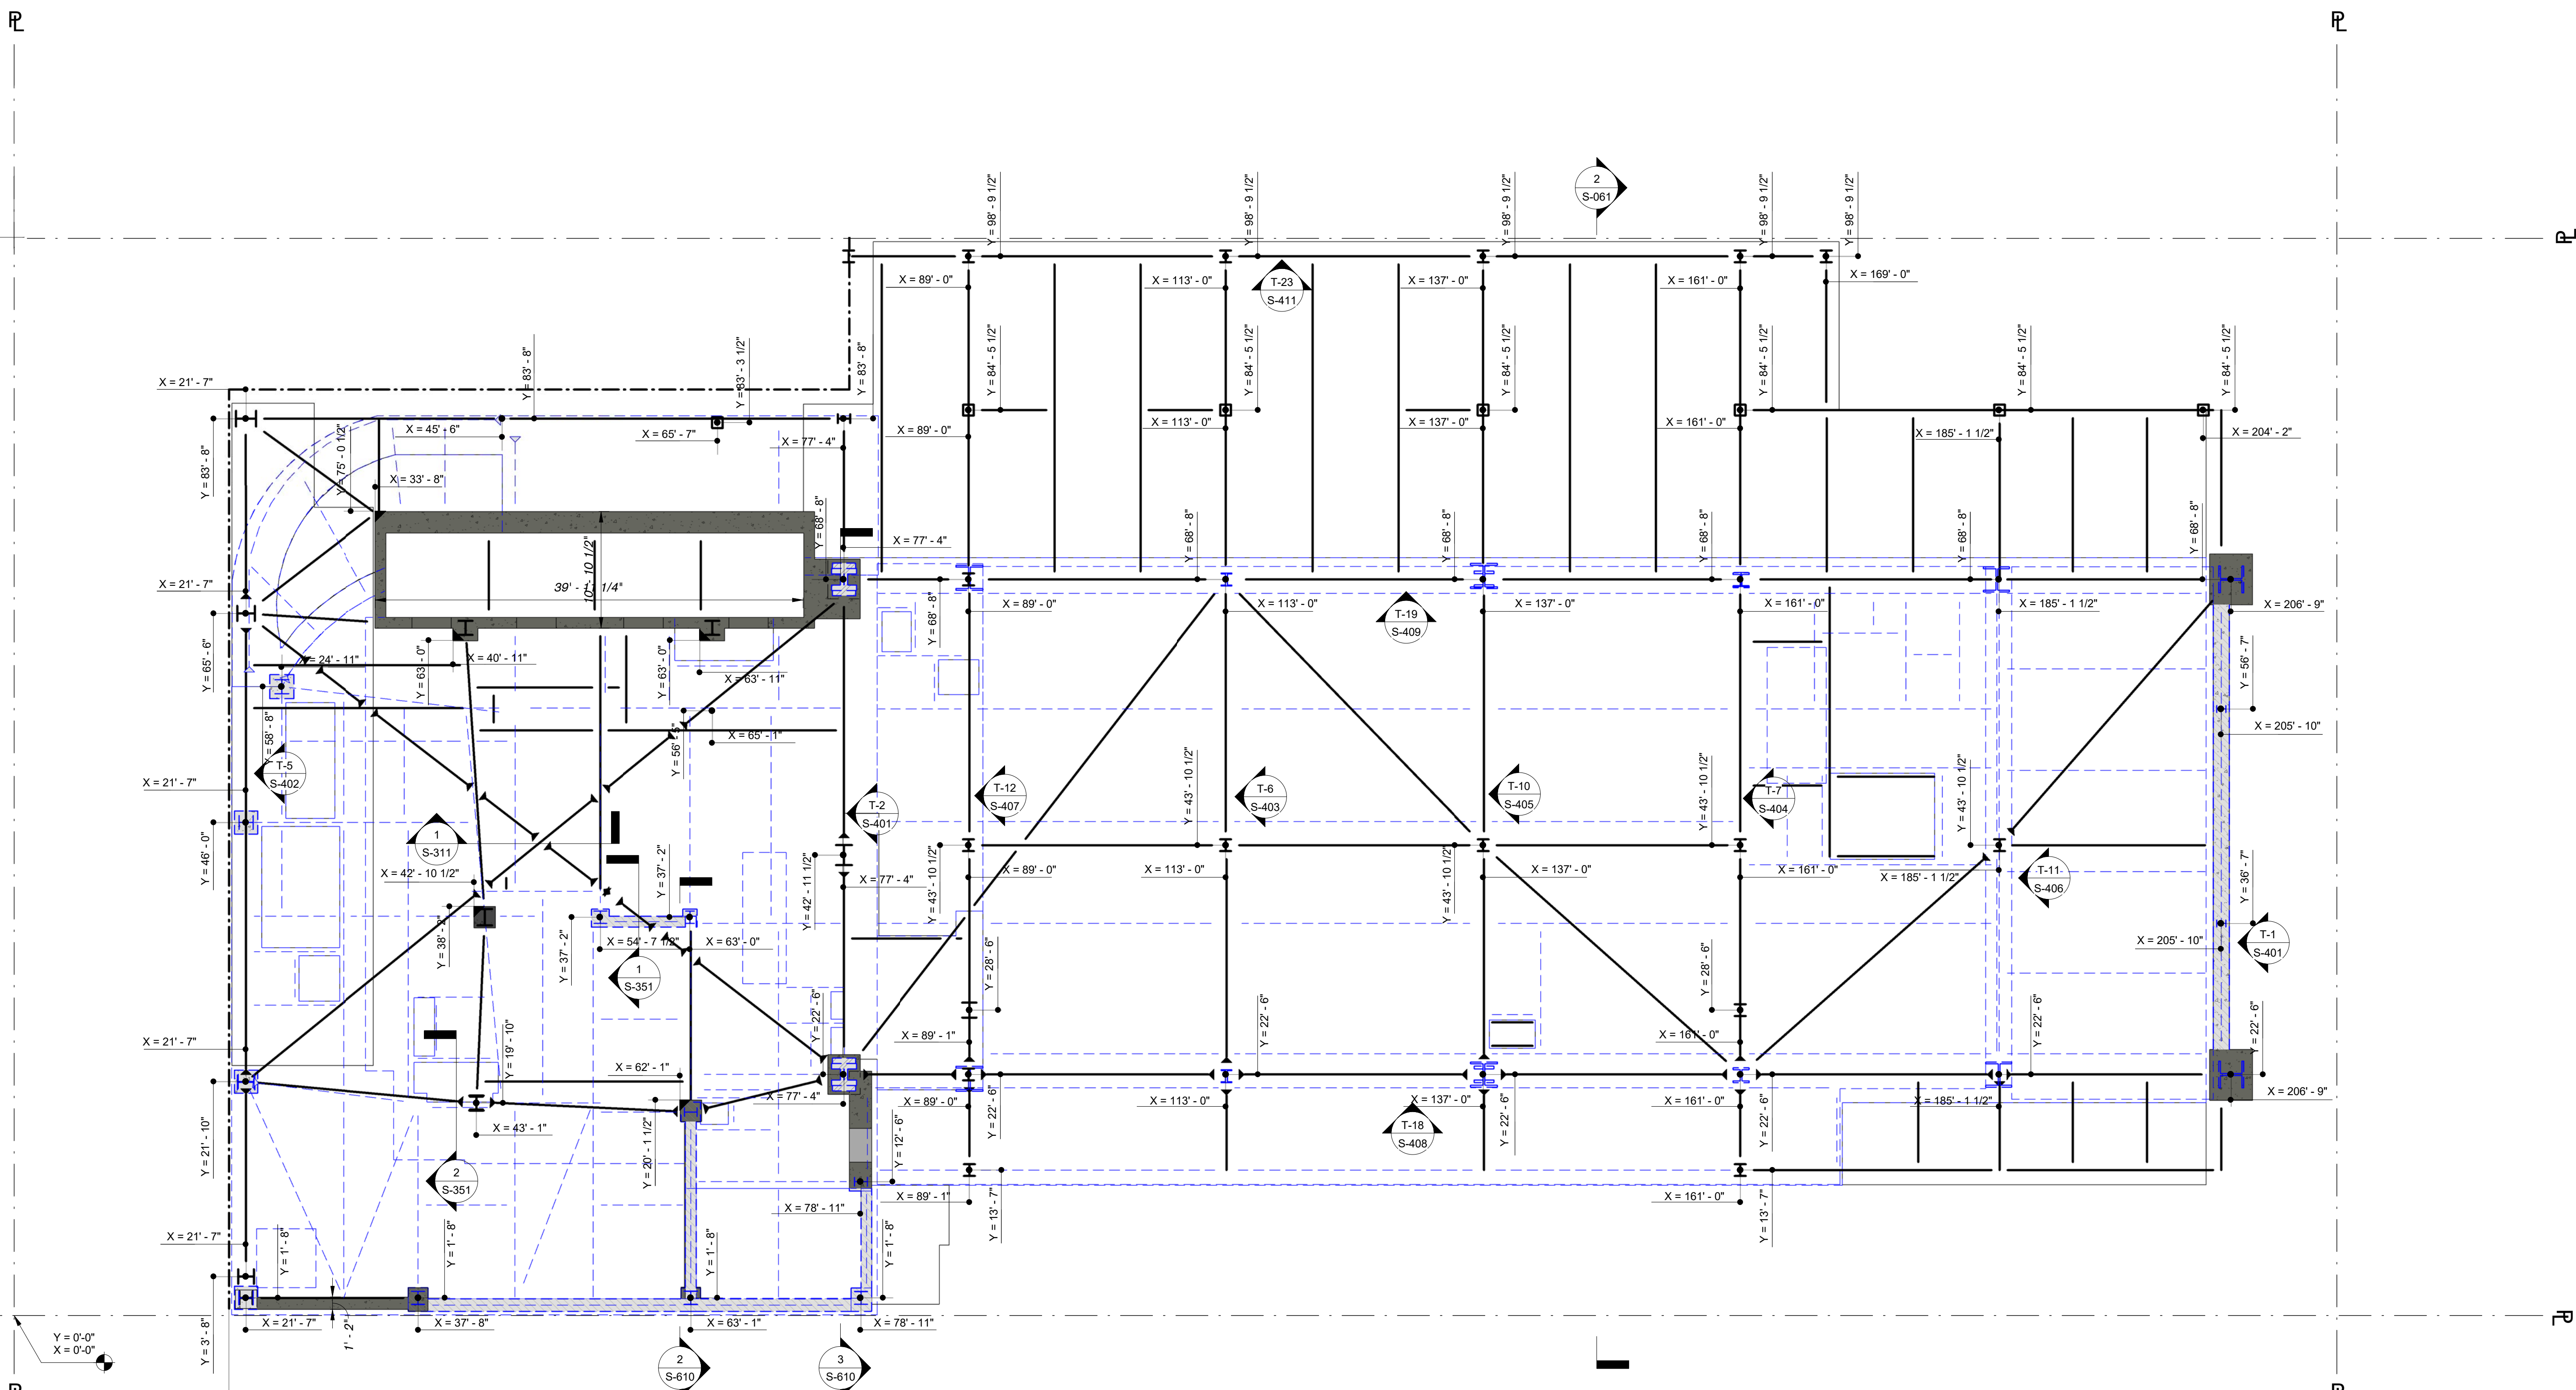 PL
PL
2
S-061
Y = 98' - 9 1/2"
Y = 98' - 9 1/2"
Y = 98' - 9 1/2"
Y = 98' - 9 1/2"
Y = 98' - 9 1/2"
PL
X = 89' - 0"
X = 113' - 0"
T-23
S-411
X = 137' - 0"
X = 161' - 0"
X = 169' - 0"
Y = 83' - 8"
Y = 83' - 3 1/2"
Y = 83' - 8"
Y = 84' - 5 1/2"
Y = 84' - 5 1/2"
Y = 84' - 5 1/2"
Y = 84' - 5 1/2"
Y = 84' - 5 1/2"
Y = 84' - 5 1/2"
X = 21' - 7"
X = 45' - 6"
X = 65' - 7"
X = 77' - 4"
X = 89' - 0"
X = 113' - 0"
X = 137' - 0"
X = 161' - 0"
X = 185' - 1 1/2"
X = 204' - 2"
Y = 83' - 8"
Y = 75' - 0 1/2"
X = 33' - 8"
Y = 68' - 8"
X = 77' - 4"
Y = 68' - 8"
Y = 68' - 8"
Y = 68' - 8"
Y = 68' - 8"
Y = 68' - 8"
10' - 10 1/2"
39' - 11 1/4"
X = 21' - 7"
Y = 68' - 8"
X = 89' - 0"
X = 113' - 0"
T-19
S-409
X = 137' - 0"
X = 161' - 0"
X = 185' - 1 1/2"
X = 206' - 9"
Y = 65' - 6"
X = 24' - 11"
Y = 63' - 0"
X = 40' - 11"
Y = 63' - 0"
X = 63' - 11"
Y = 56' - 7"
Y = 58' - 8"
Y = 56' - 5"
X = 65' - 1"
X = 205' - 10"
T-5
S-402
X = 21' - 7"
T-2
S-401
T-12
S-407
Y = 43' - 10 1/2"
T-6
S-403
T-10
S-405
Y = 43' - 10 1/2"
T-7
S-404
Y = 43' - 10 1/2"
Y = 46' - 0"
1
S-311
X = 42' - 10 1/2"
Y = 37' - 2"
Y = 42' - 11 1/2"
X = 77' - 4"
Y = 43' - 10 1/2"
X = 89' - 0"
X = 113' - 0"
Y = 43' - 10 1/2"
X = 137' - 0"
X = 161' - 0"
X = 185' - 1 1/2"
T-11
S-406
Y = 36' - 7"
Y = 38' - 2"
Y = 37' - 2"
X = 54' - 7 1/2"
X = 63' - 0"
X = 205' - 10"
T-1
S-401
1
S-351
Y = 28' - 6"
Y = 28' - 6"
X = 21' - 7"
Y = 19' - 10"
X = 62' - 1"
Y = 22' - 6"
X = 89' - 1"
Y = 22' - 6"
X = 161' - 0"
Y = 22' - 6"
Y = 22' - 6"
X = 77' - 4"
X = 89' - 0"
Y = 22' - 6"
X = 113' - 0"
X = 137' - 0"
Y = 22' - 6"
X = 161' - 0"
Y = 22' - 6"
X = 185' - 1 1/2"
X = 206' - 9"
Y = 21' - 10"
X = 43' - 1"
Y = 20' - 1 1/2"
Y = 12' - 6"
T-18
S-408
2
S-351
X = 78' - 11"
X = 89' - 1"
Y = 13' - 7"
X = 161' - 0"
Y = 13' - 7"
X = 21' - 7"
Y = 1' - 8"
Y = 1' - 8"
Y = 1' - 8"
Y = 1' - 8"
Y = 3' - 8"
X = 21' - 7"
1' - 2"
X = 37' - 8"
X = 63' - 1"
X = 78' - 11"
PL
Y = 0'-0"
X = 0'-0"
2
S-610
3
S-610